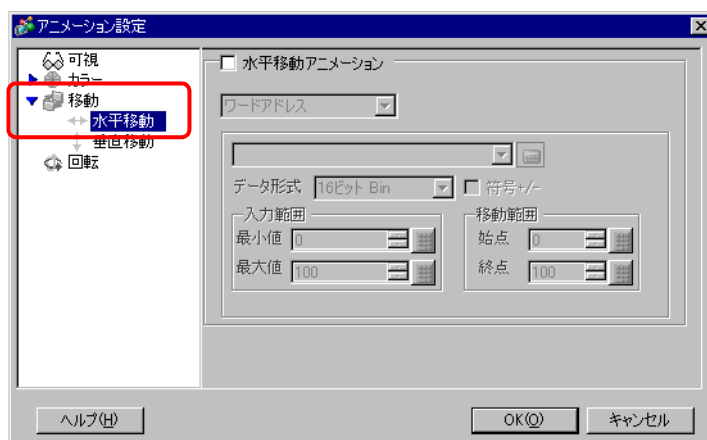 アニメーション設定
可視
カラー
移動
水平移動
垂直移動
回転
水平移動アニメーション
ワードアドレス
データ形式 16ビット Bin 符号+/-
入力範囲 移動範囲
最小値 0 始点 0
最大値 100 終点 100
ヘルプ(H) OK(O) キャンセル